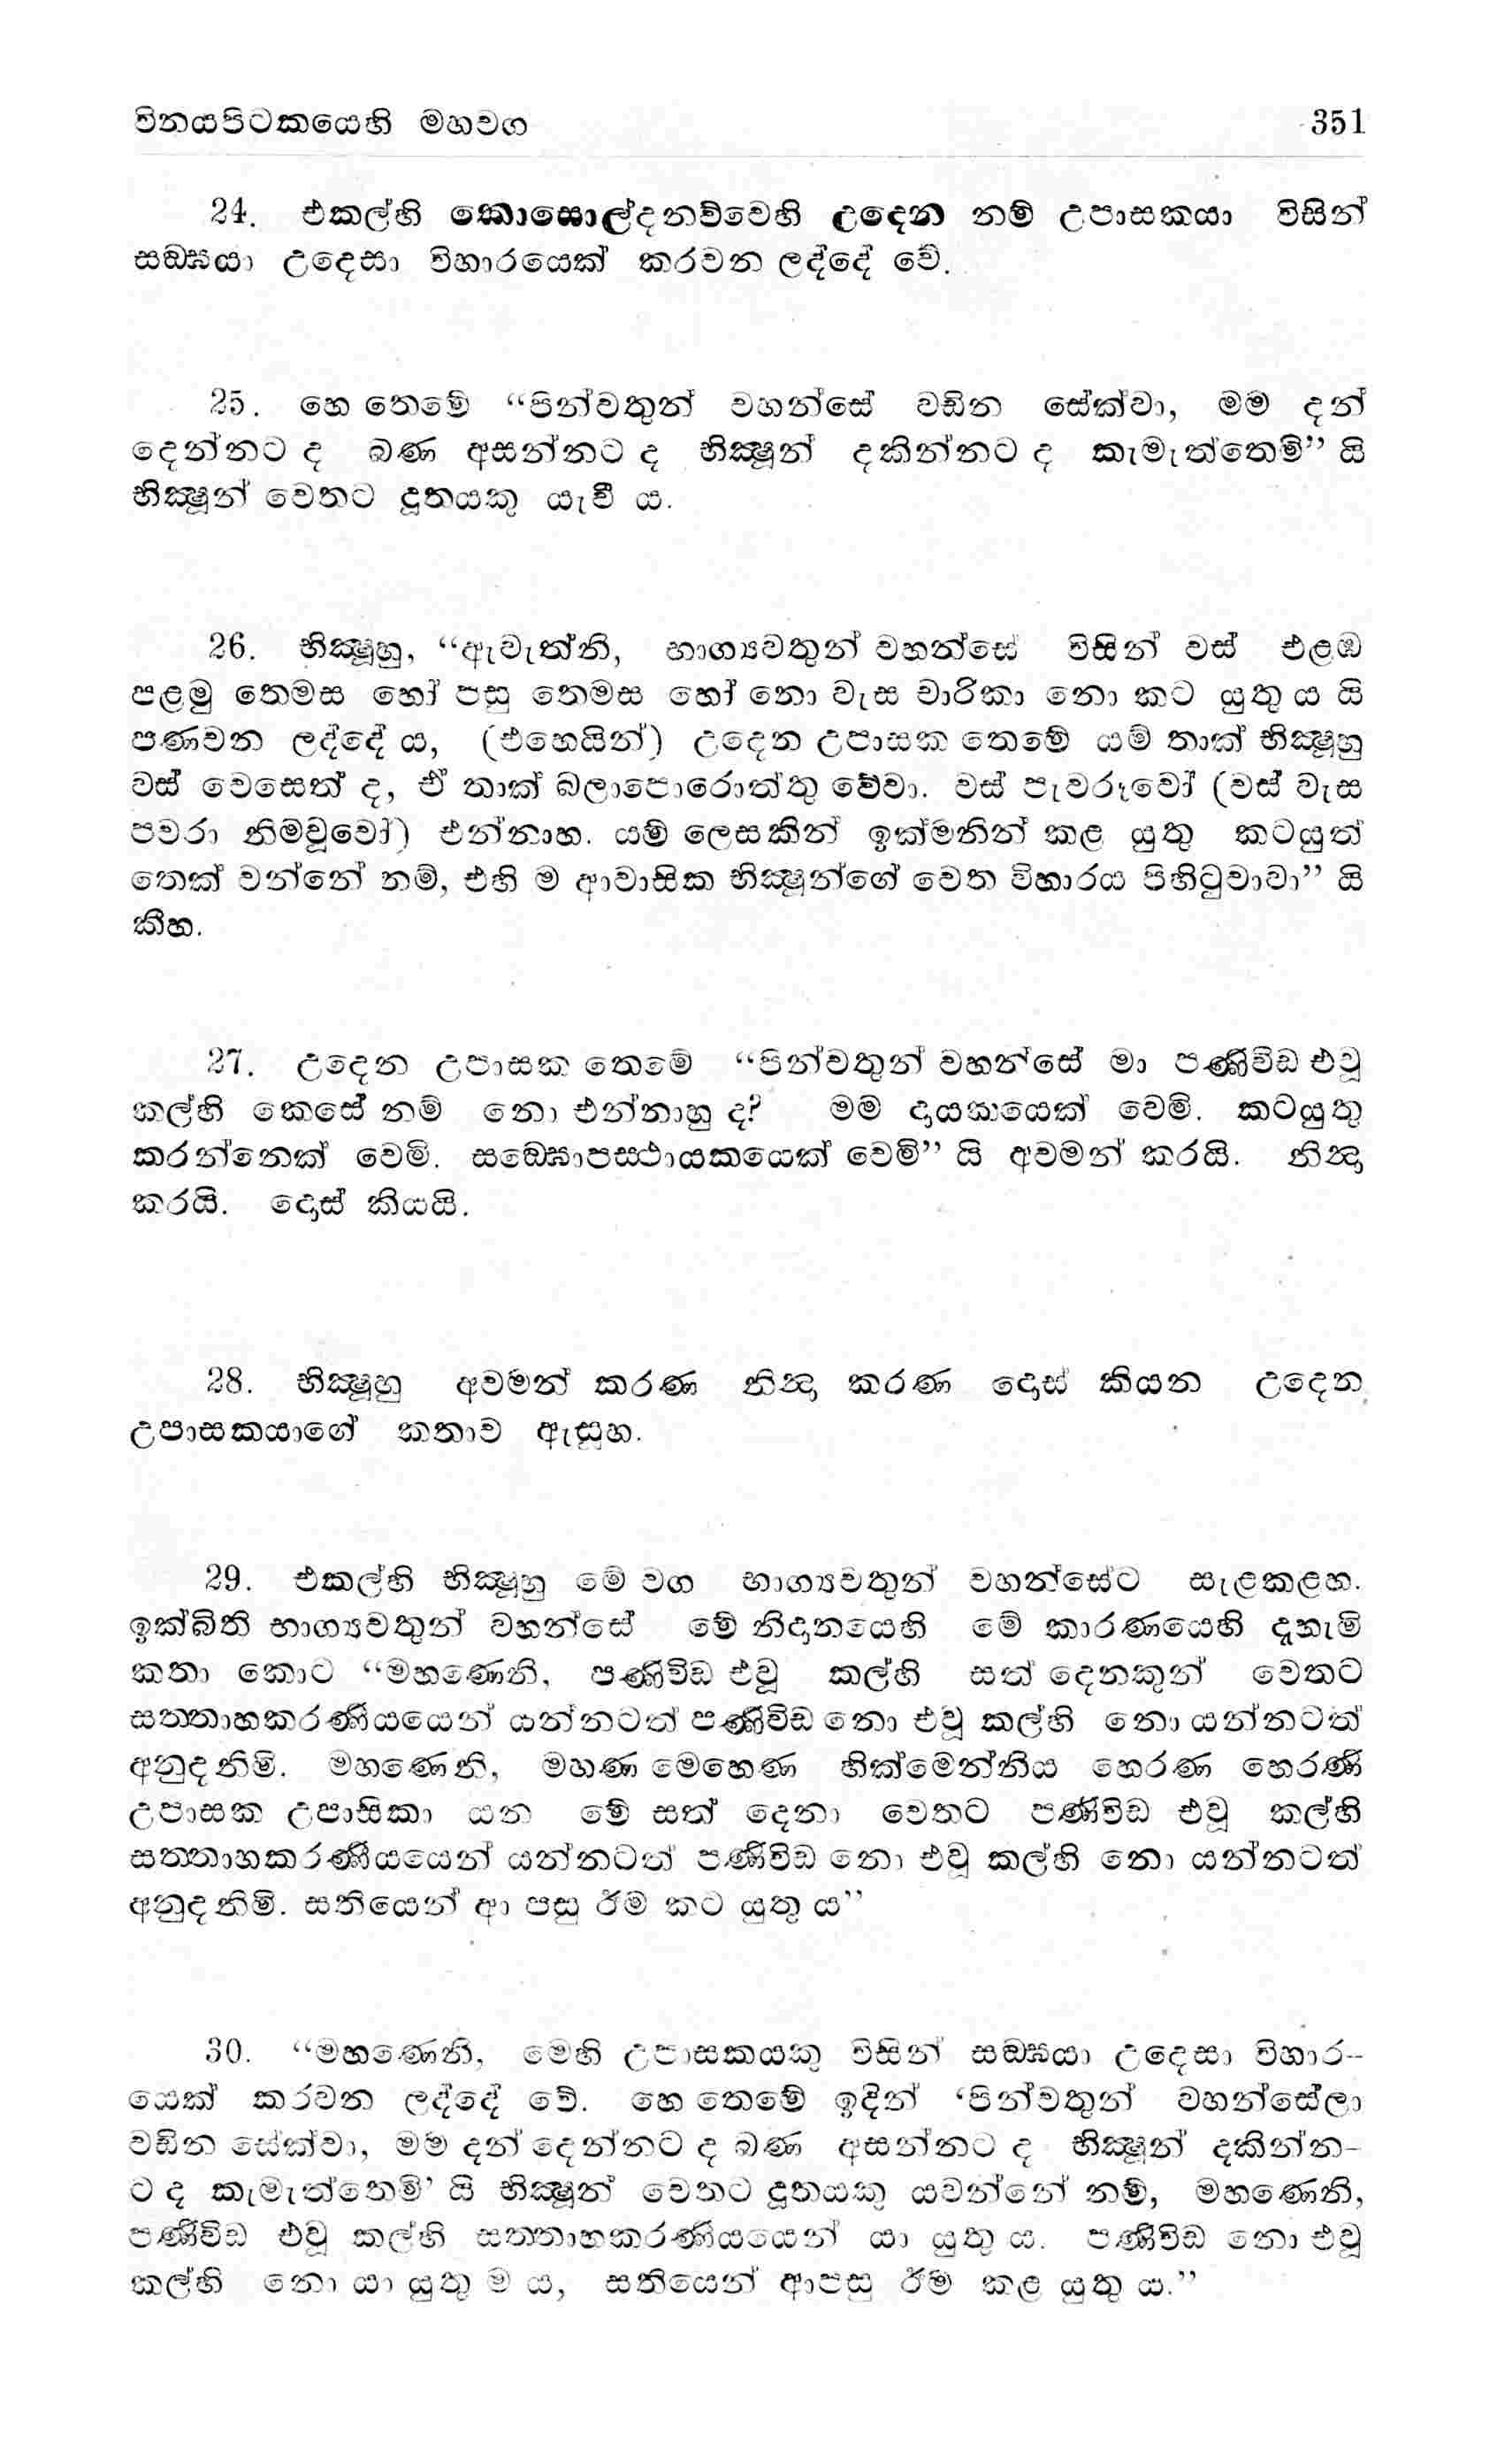 විනයපිටකයෙහි මහවග 351
24. එකල්හි කොසොල්දනව්වෙහි උදෙන නම් උපාසකයා විසින්
සඞ්ඝයා උදෙසා විහාරයෙක් කරවන ලද්දේ වේ.
25. හෙ තෙමේ “පින්වතුන් වහන්සේ වඩින සේක්වා, මම දන්
දෙන්නට ද බණ අසන්නට ද භික්‍ෂූන් දකින්නට ද කැමැත්තෙමි” යි
භික්‍ෂූන් වෙතට දූතයකු යැවී ය.
26. භික්‍ෂූහු, “ඇවැත්නි, භාග්‍යවතුන් වහන්සේ විසින් වස් එළඹ
පළමු තෙමස හෝ පසු තෙමස හෝ නො වැස චාරිකා නො කට යුතු ය යි
පණවන ලද්දේ ය, (එහෙයින්) උදෙන උපාසක තෙමේ යම් තාක් භික්‍ෂූහු
වස් වෙසෙත් ද, ඒ තාක් බලාපොරොත්තු වේවා. වස් පැවරූවෝ (වස් වැස
පවරා නිමවූවෝ) එන්නාහ. යම් ලෙසකින් ඉක්මනින් කළ යුතු කටයුත්
තෙක් වන්නේ නම්, එහි ම ආවාසික භික්‍ෂූන්ගේ වෙත විහාරය පිහිටුවාවා” යි
කීහ.
27. උදෙන උපාසක තෙමේ “පින්වතුන් වහන්සේ මා පණිවිඩ එවූ
කල්හි කෙසේ නම් නො එන්නාහු ද? මම දායකයෙක් වෙමි. කටයුතු
කරන්නෙක් වෙමි. සඞ්ඝොපස්ථායකයෙක් වෙමි” යි අවමන් කරයි. නින්‍දා
කරයි. දොස් කියයි.
28. භික්‍ෂූහු අවමන් කරණ නින්‍දා කරණ දොස් කියන උදෙන
උපාසකයාගේ කතාව ඇසූහ.
29. එකල්හි භික්‍ෂූහු මේ වග භාග්‍යවතුන් වහන්සේට සැළකළහ.
ඉක්බිති භාග්‍යවතුන් වහන්සේ මේ නිදානයෙහි මේ කාරණයෙහි දැහැමි
කතා කොට “මහණෙනි, පණිවිඩ එවූ කල්හි සත් දෙනකුන් වෙතට
සත්තාහකරණීයයෙන් යන්නටත් පණිවිඩ නො එවූ කල්හි නො යන්නටත්
අනුදනිමි. මහණෙනි, මහණ මෙහෙණ හික්මෙන්නිය හෙරණ හෙරණි
උපාසක උපාසිකා යන මේ සත් දෙනා වෙතට පණිවිඩ එවූ කල්හි
සත්තාහකරණීයයෙන් යන්නටත් පණිවිඩ නො එවූ කල්හි නො යන්නටත්
අනුදනිමි. සතියෙන් ආ පසු ඊම කට යුතු ය”
30. “මහණෙනි, මෙහි උපාසකයකු විසින් සඞ්ඝයා උදෙසා විහාර-
යෙක් කරවන ලද්දේ වේ. හෙ තෙමේ ඉදින් ‘පින්වතුන් වහන්සේලා
වඩින සේක්වා, මම දන් දෙන්නට ද බණ අසන්නට ද භික්‍ෂූන් දකින්න-
ට ද කැමැත්තෙමි’ යි භික්‍ෂූන් වෙතට දූතයකු යවන්නේ නම්, මහණෙනි,
පණිවිඩ එවූ කල්හි සත්තාහකරණීයයෙන් යා යුතු ය. පණිවිඩ නො එවූ
කල්හි නො යා යුතු ම ය, සතියෙන් ආපසු ඊම කළ යුතු ය.”